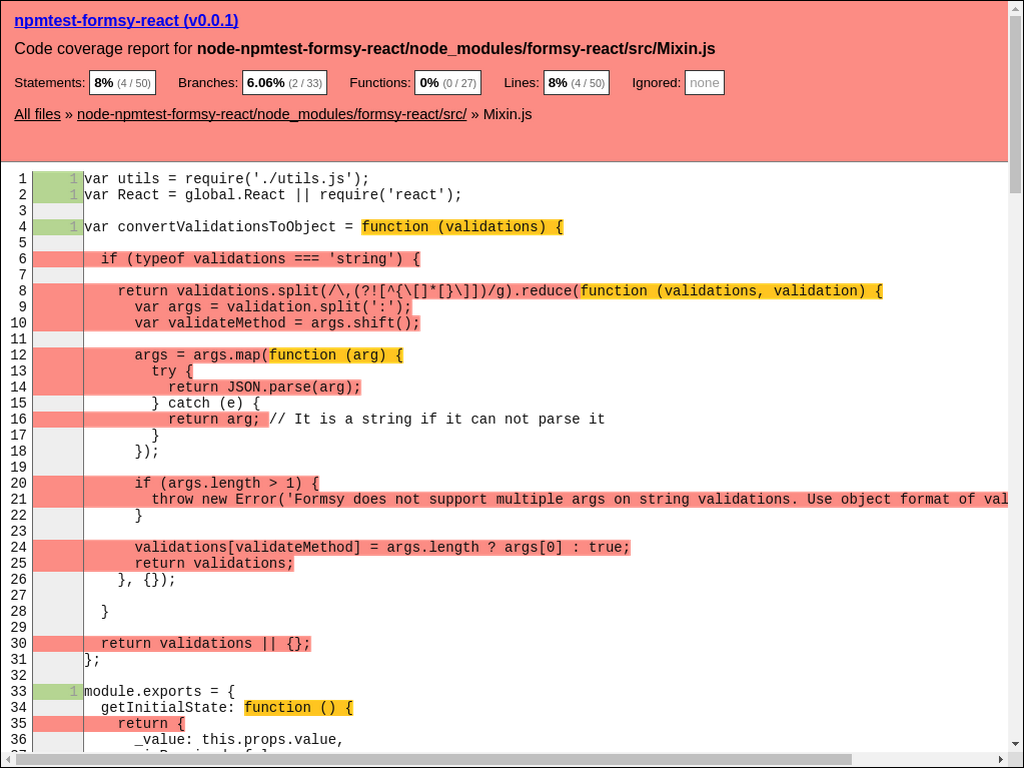 npmtest-formsy-react (v0.0.1)
Code coverage report for node-npmtest-formsy-react/node_modules/formsy-react/src/Mixin.js
Statements: 8% (4 / 50) Branches: 6.06% (2 / 33) Functions: 0% (0 / 27) Lines: 8% (4 / 50) Ignored: none
All files » node-npmtest-formsy-react/node_modules/formsy-react/src/ » Mixin.js
1 1 var utils = require('./utils.js');
2 1 var React = global.React || require('react');
3
4 1 var convertValidationsToObject = function (validations) {
5
6 if (typeof validations === 'string') {
7
8 return validations.split(/\,(?![^{\[]*[}\]])/g).reduce(function (validations, validation) {
9 var args = validation.split(':');
10 var validateMethod = args.shift();
11
12 args = args.map(function (arg) {
13 try {
14 return JSON.parse(arg);
15 } catch (e) {
16 return arg; // It is a string if it can not parse it
17 }
18 });
19
20 if (args.length > 1) {
21 throw new Error('Formsy does not support multiple args on string validations. Use object format of val
22 }
23
24 validations[validateMethod] = args.length ? args[0] : true;
25 return validations;
26 }, {});
27
28 }
29
30 return validations || {};
31 };
32
33 1 module.exports = {
34 getInitialState: function () {
35 return {
36 _value: this.props.value,